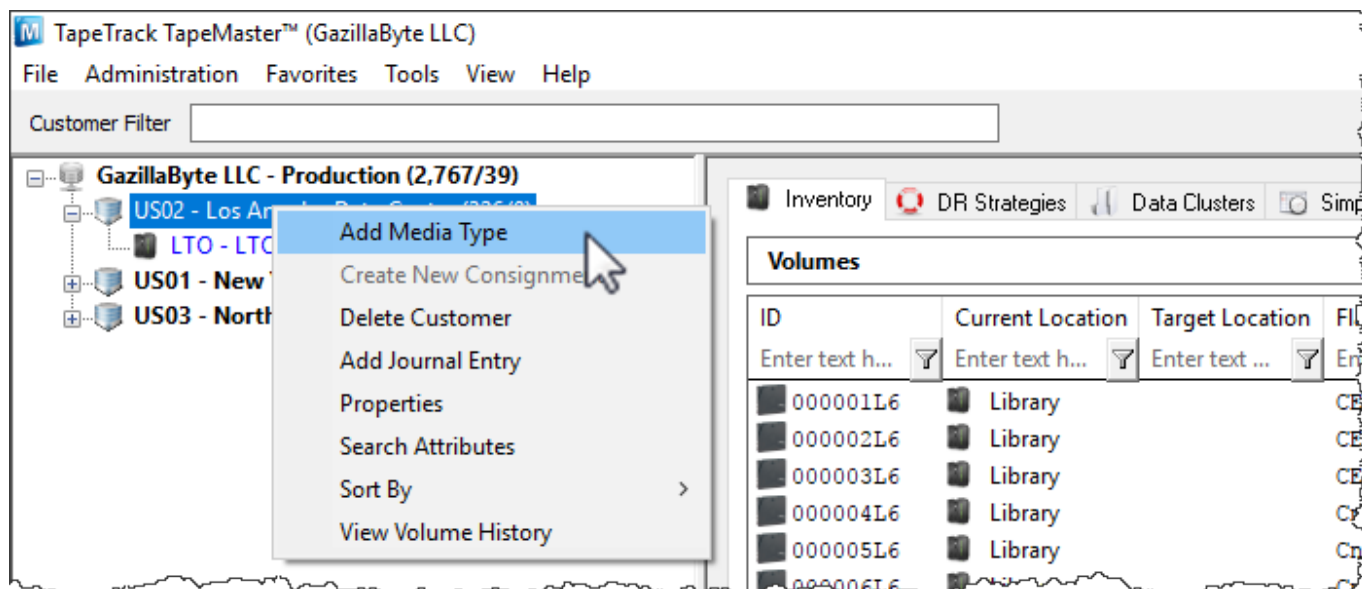 TapeTrack TapeMaster™ (GazillaByte LLC)
File Administration Favorites Tools View Help
Customer Filter
GazillaByte LLC - Production (2,767/39)
US02 - Los
LTO - LTO
US01 - New
US03 - North
Add Media Type
Create New
Delete Customer
Add Journal Entry
Properties
Search Attributes
Sort By
View Volume History
Inventory DR Strategies Data Clusters
Volumes
ID Current Location Target Location
Enter text h... Enter text h... Enter text ...
000001L6 Library
000002L6 Library
000003L6 Library
000004L6 Library
000005L6 Library
000006L6 Library